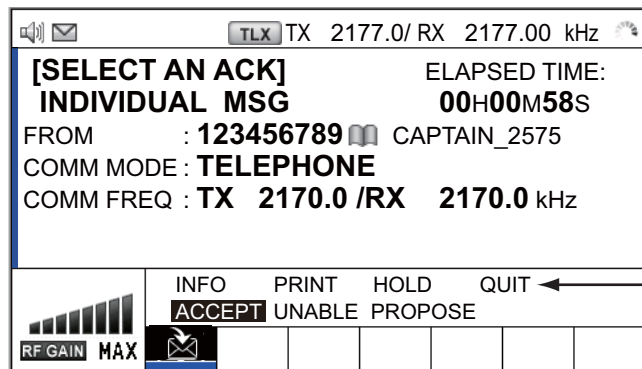 TLX TX 2177.0/ RX 2177.00 kHz
[SELECT AN ACK] ELAPSED TIME:
INDIVIDUAL MSG 00H00M58S
FROM : 123456789 CAPTAIN_2575
COMM MODE : TELEPHONE
COMM FREQ : TX 2170.0 /RX 2170.0 kHz
INFO PRINT HOLD QUIT
ACCEPT UNABLE PROPOSE
RF GAIN MAX